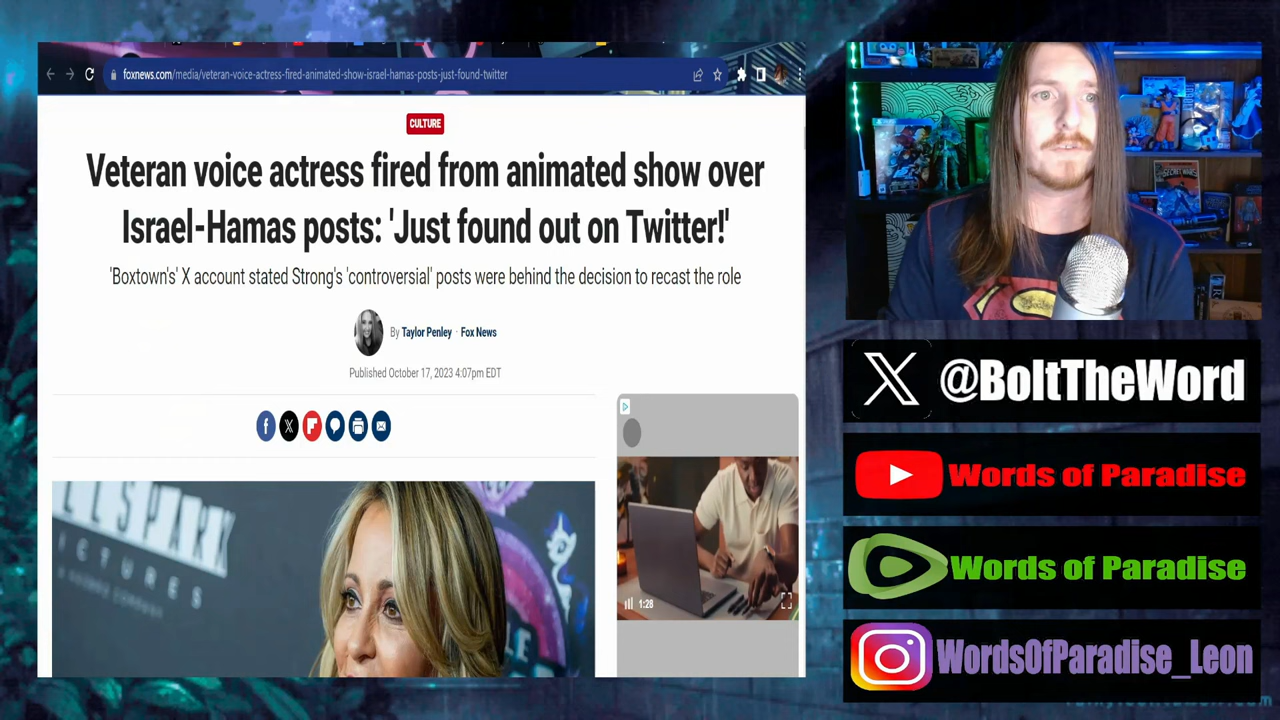 foxnews.com/media/veteran-voice-actress-fired-animated-show-israel-hamas-posts-just-found-twitter
CULTURE
Veteran voice actress fired from animated show over
Israel-Hamas posts: 'Just found out on Twitter!'
'Boxtown's' X account stated Strong's 'controversial' posts were behind the decision to recast the role
By Taylor Penley · Fox News
Published October 17, 2023 4:07pm EDT
1:28
X @BoltTheWord
Words of Paradise
Words of Paradise
WordsOfParadise_Leon